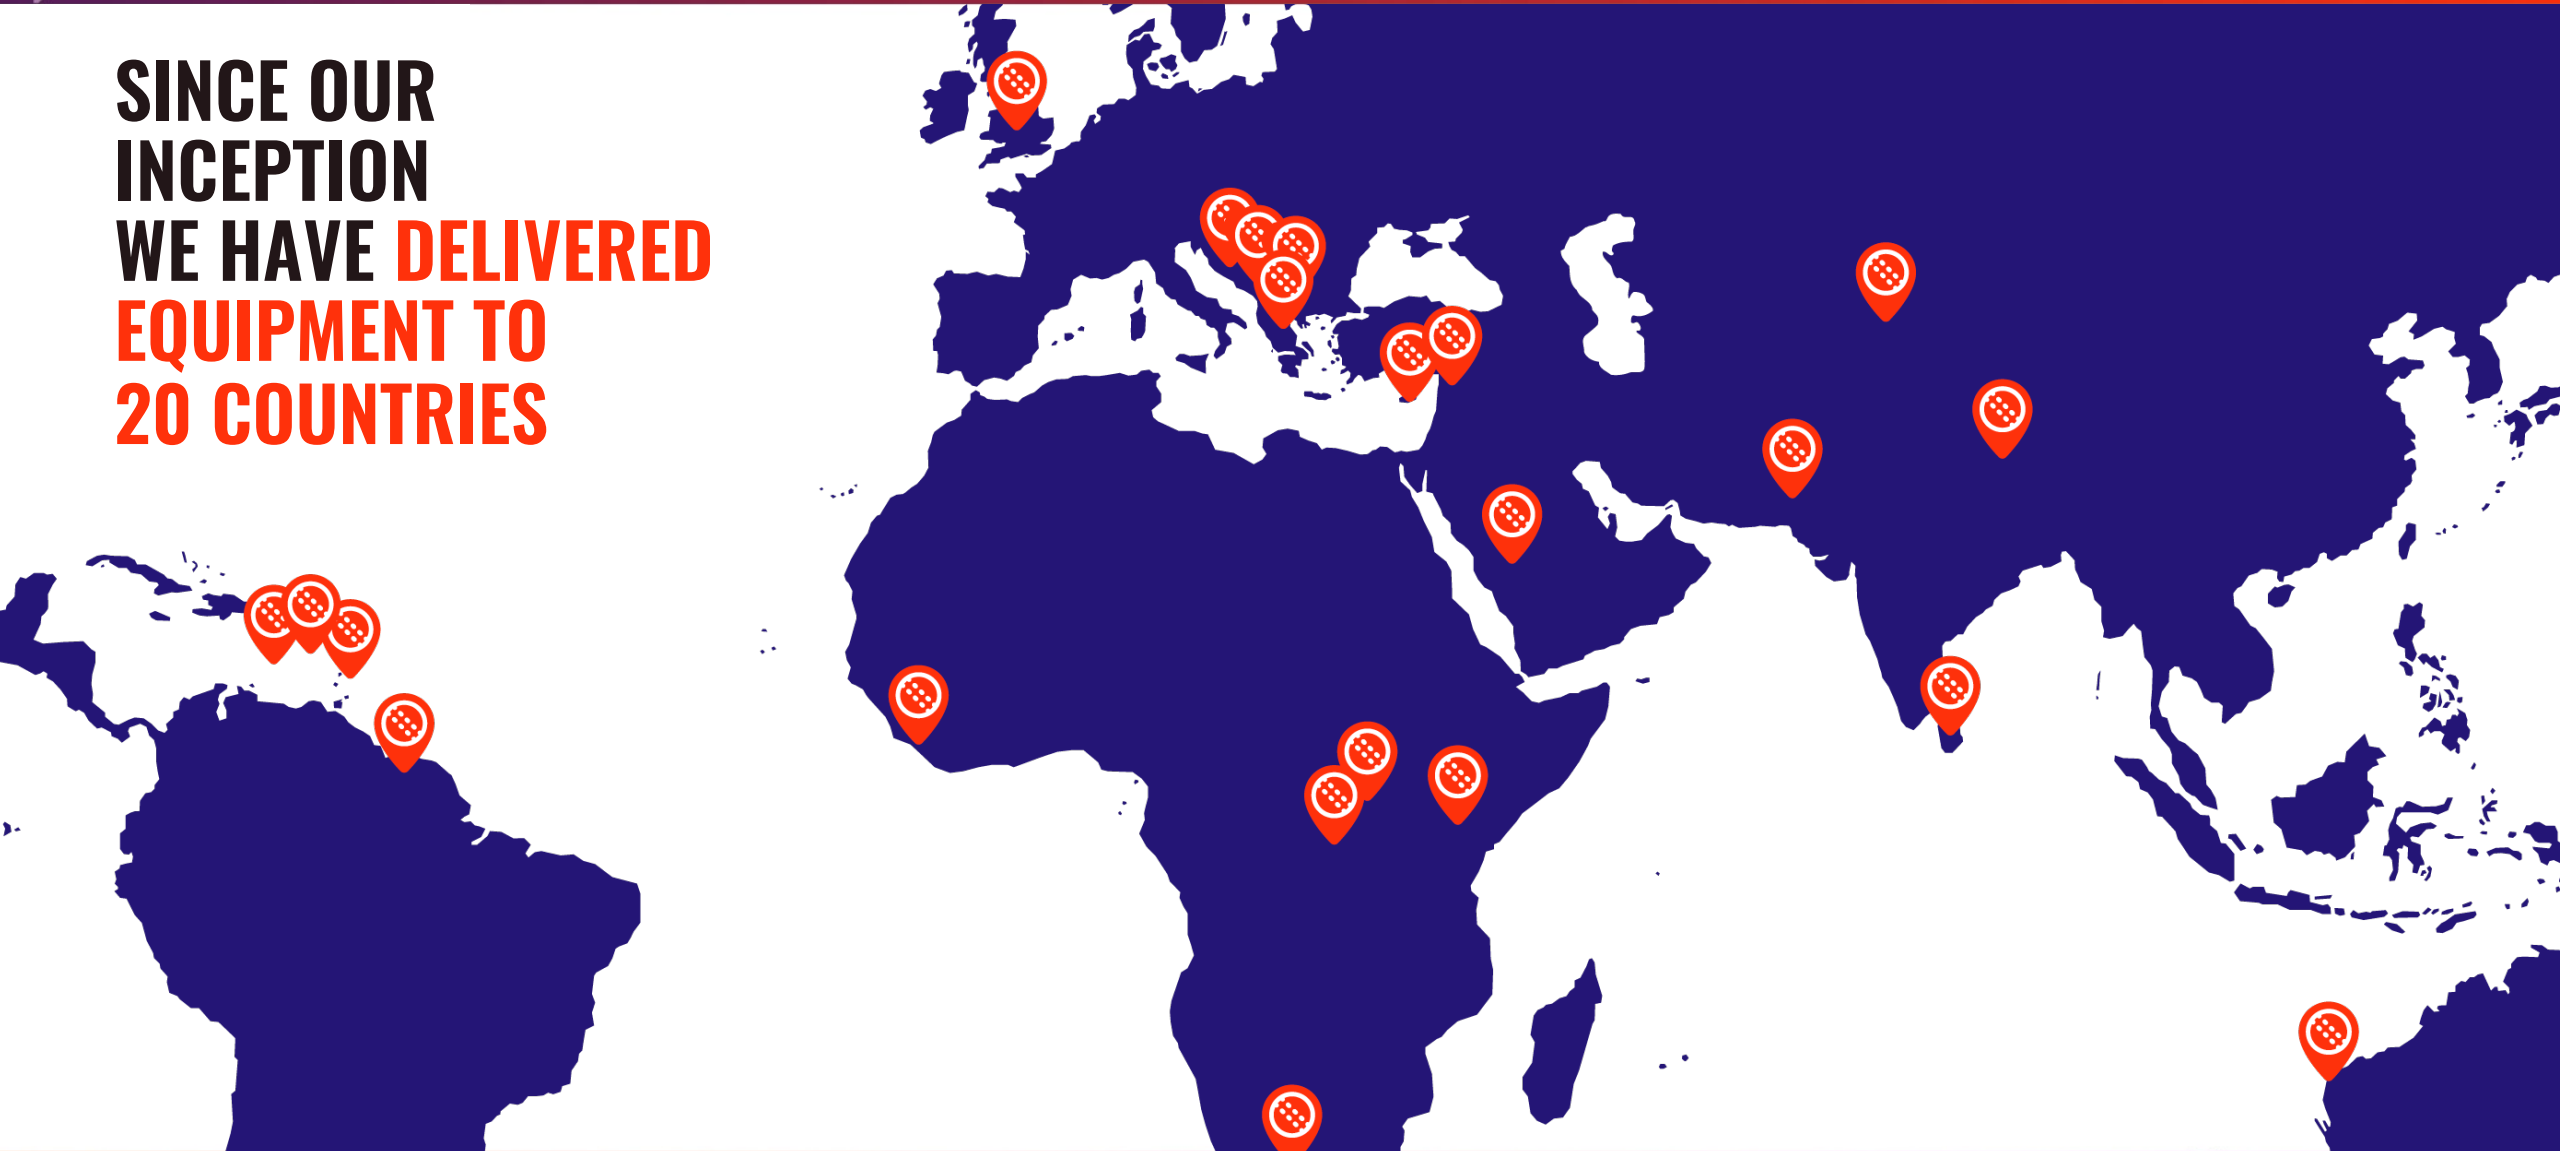 SINCE OUR
INCEPTION
WE HAVE DELIVERED
EQUIPMENT TO
20 COUNTRIES